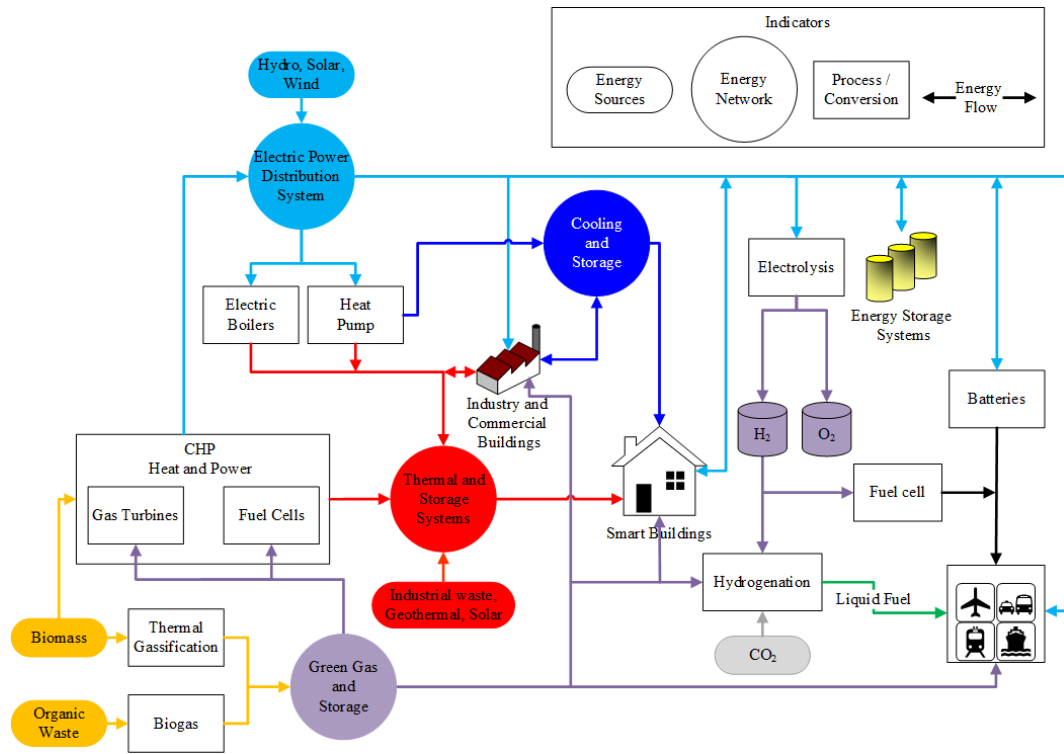 Indicators
Energy
Sources
Energy
Network
Process /
Conversion
Energy
Flow
Hydro, Solar,
Wind
Electric Power
Distribution
System
Cooling
and
Storage
Electrolysis
Energy Storage
Systems
Electric
Boilers
Heat
Pump
Industry and
Commercial
Buildings
Batteries
H2
O2
CHP
Heat and Power
Gas Turbines
Fuel Cells
Thermal and
Storage
Systems
Smart Buildings
Fuel cell
Industrial waste,
Geothermal, Solar
Hydrogenation
Liquid Fuel
CO2
Biomass
Thermal
Gassification
Green Gas
and
Storage
Organic
Waste
Biogas